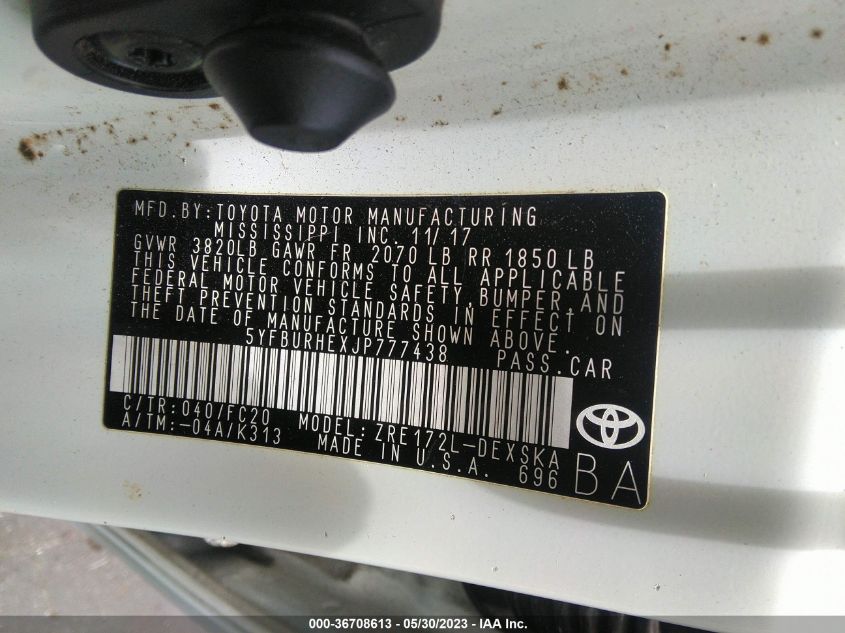 MFD.BY:TOYOTA MOTOR MANUFACTURING
MISSISSIPPI INC. 11/17
GVWR 3820LB GAWR FR 2070 LB RR 1850 LB
THIS VEHICLE CONFORMS TO ALL APPLICABLE
FEDERAL MOTOR VEHICLE SAFETY, BUMPER, AND
THEFT PREVENTION STANDARDS IN EFFECT ON
THE DATE OF MANUFACTURE SHOWN ABOVE.
5YFBURHEXJP777438 PASS.CAR
C/TR:040/FC20 MODEL:ZRE172L-DEXSKA
A/TM:-04A/K313 MADE IN U.S.A. 696
BA
000-36708613 - 05/30/2023 - IAA Inc.